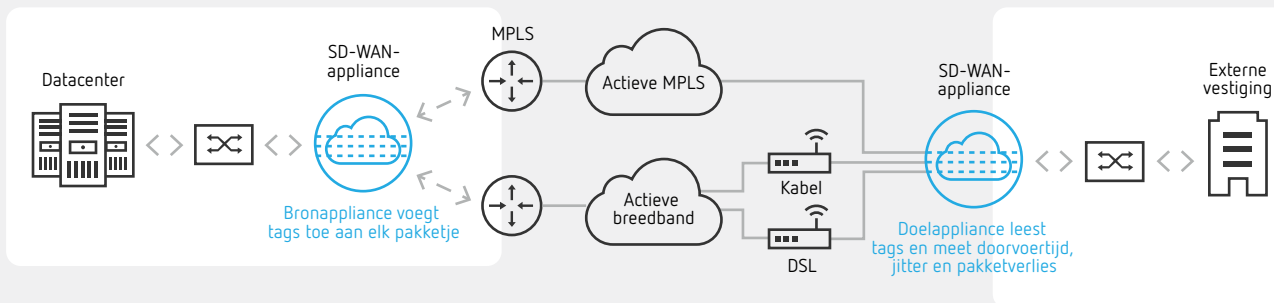 Datacenter
SD-WAN-
appliance
Bronappliance voegt
tags toe aan elk pakketje
MPLS
Actieve MPLS
Actieve
breedband
Kabel
DSL
SD-WAN-
appliance
Doelappliance leest
tags en meet doorvoertijd,
jitter en pakketverlies
Externe
vestiging